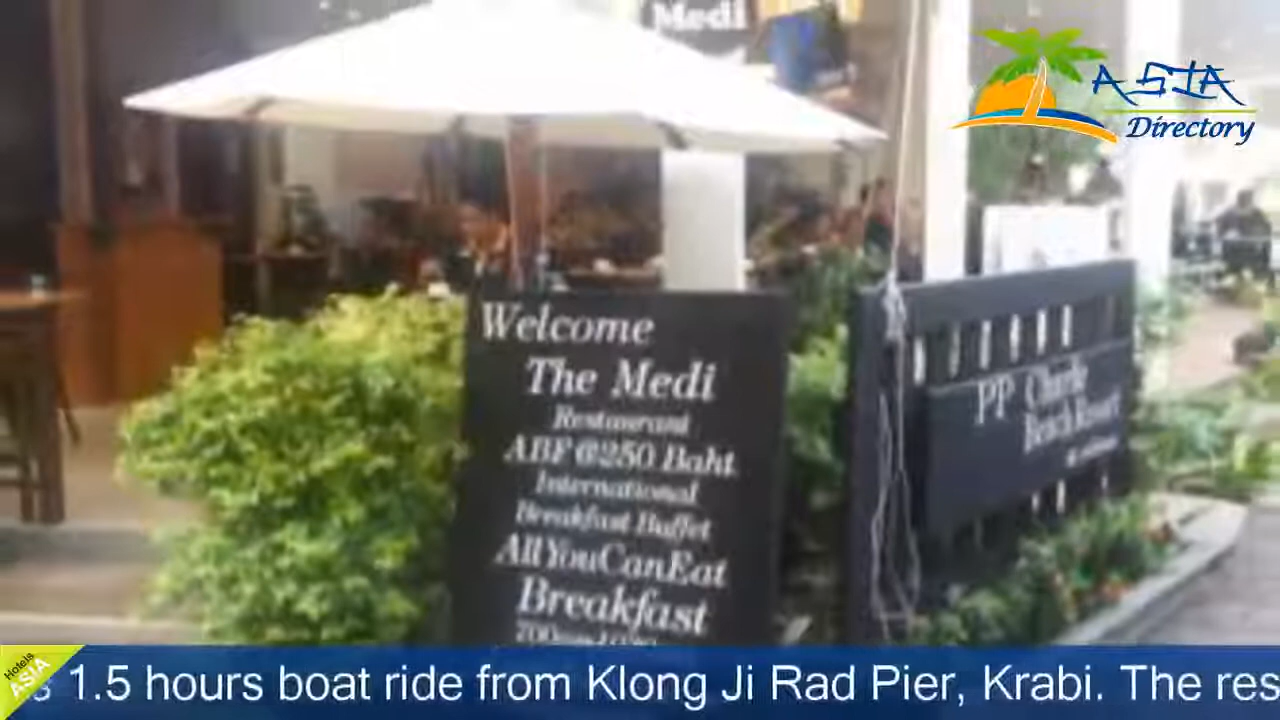 Medi
ASIA
Directory
Welcome
The Medi
Restaurant
ABF @250 Baht
International
Breakfast Buffet
AllYouCanEat
Breakfast
PP Charlie
Beach Resort
Hotels
ASIA
1.5 hours boat ride from Klong Ji Rad Pier, Krabi. The res